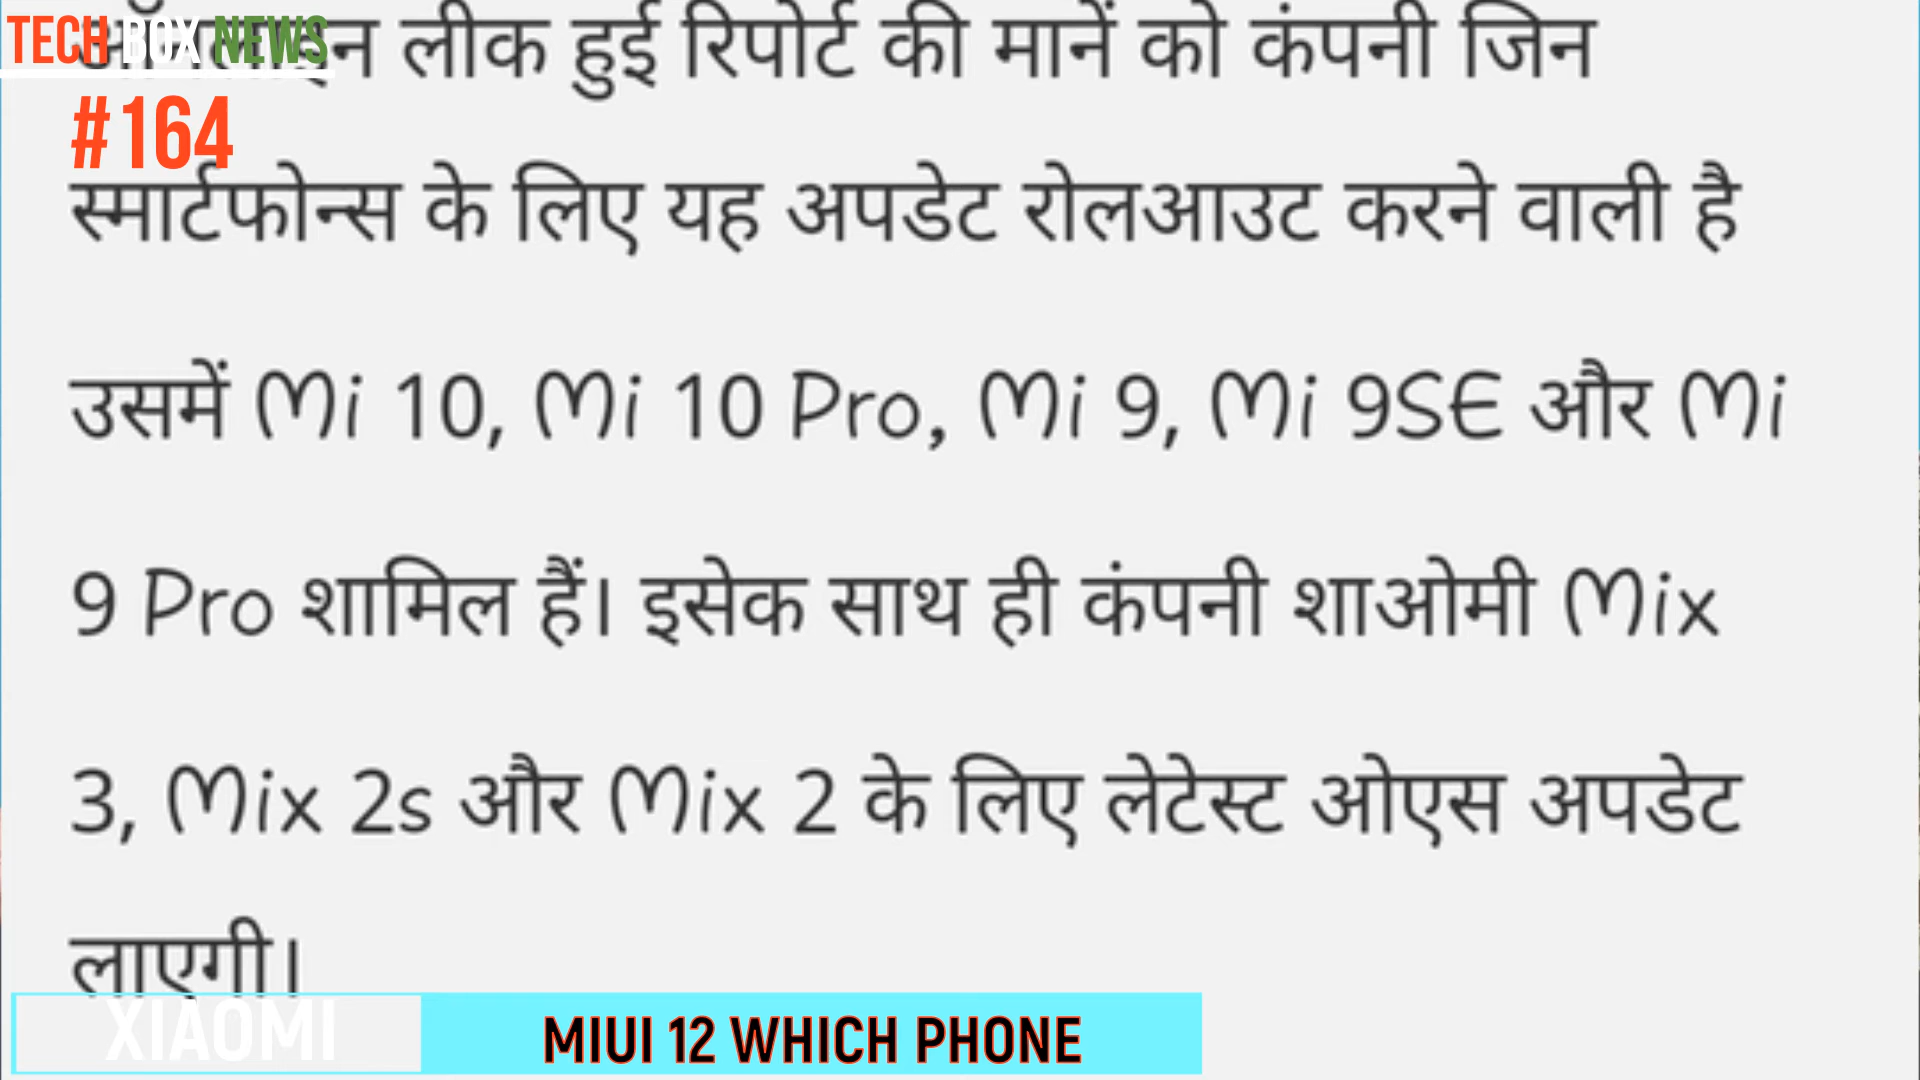 TECH BOX NEWS
ऑनलाइन लीक हुई रिपोर्ट की मानें को कंपनी जिन
#164
स्मार्टफोन्स के लिए यह अपडेट रोलआउट करने वाली है
उसमें Mi 10, Mi 10 Pro, Mi 9, Mi 9SE और Mi
9 Pro शामिल हैं। इसेक साथ ही कंपनी शाओमी Mix
3, Mix 2s और Mix 2 के लिए लेटेस्ट ओएस अपडेट
लाएगी।
XIAOMI
MIUI 12 WHICH PHONE